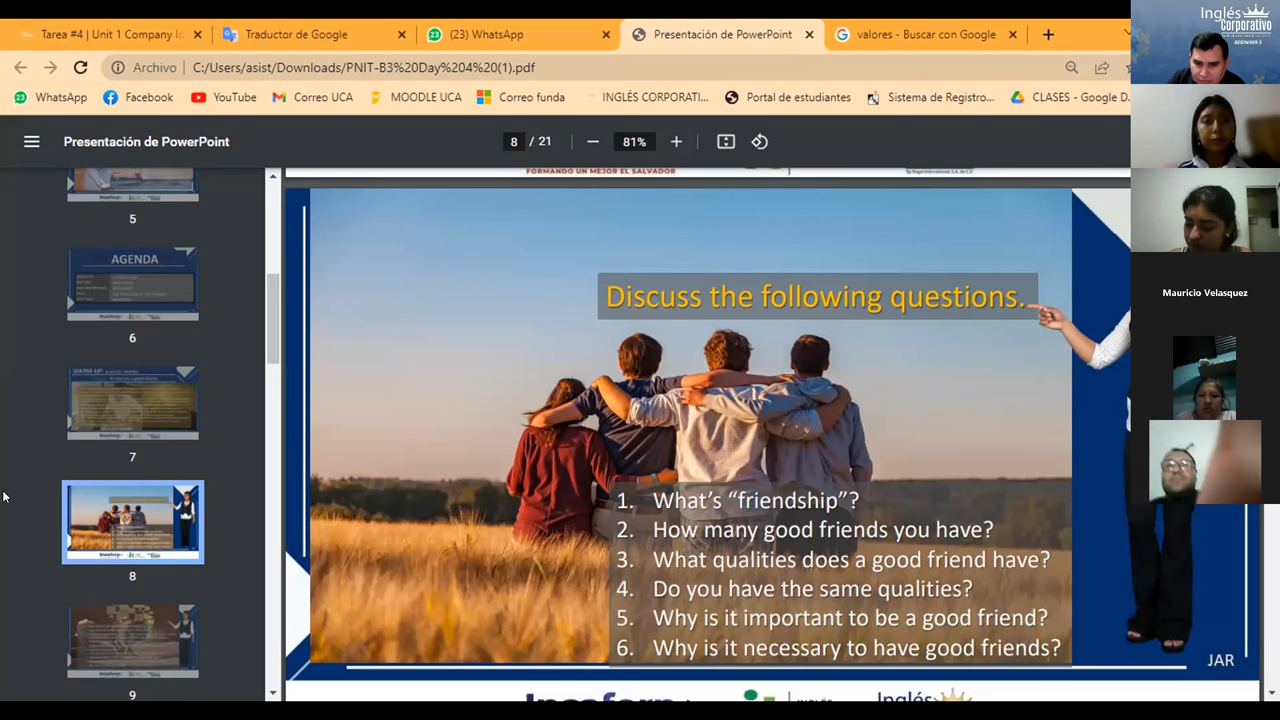 Tarea #4 | Unit 1 Company lo
Traductor de Google
(23) WhatsApp
Presentación de PowerPoint
valores - Buscar con Google
Archivo
C:/Users/asist/Downloads/PNIT-B3%20Day%204%20(1).pdf
WhatsApp
Facebook
YouTube
Correo UCA
MOODLE UCA
Correo funda
INGLÉS CORPORATI...
Portal de estudiantes
Sistema de Registro...
CLASES - Google D...
Presentación de PowerPoint
8 / 21
81%
FORMANDO UN MEJOR EL SALVADOR
5
AGENDA
6
WARM-UP:
7
8
9
Discuss the following questions.
1. What's “friendship”?
2. How many good friends you have?
3. What qualities does a good friend have?
4. Do you have the same qualities?
5. Why is it important to be a good friend?
6. Why is it necessary to have good friends?
JAR
Inglés
Inglés
Corporativo
BEGINNER 3
Mauricio Velasquez